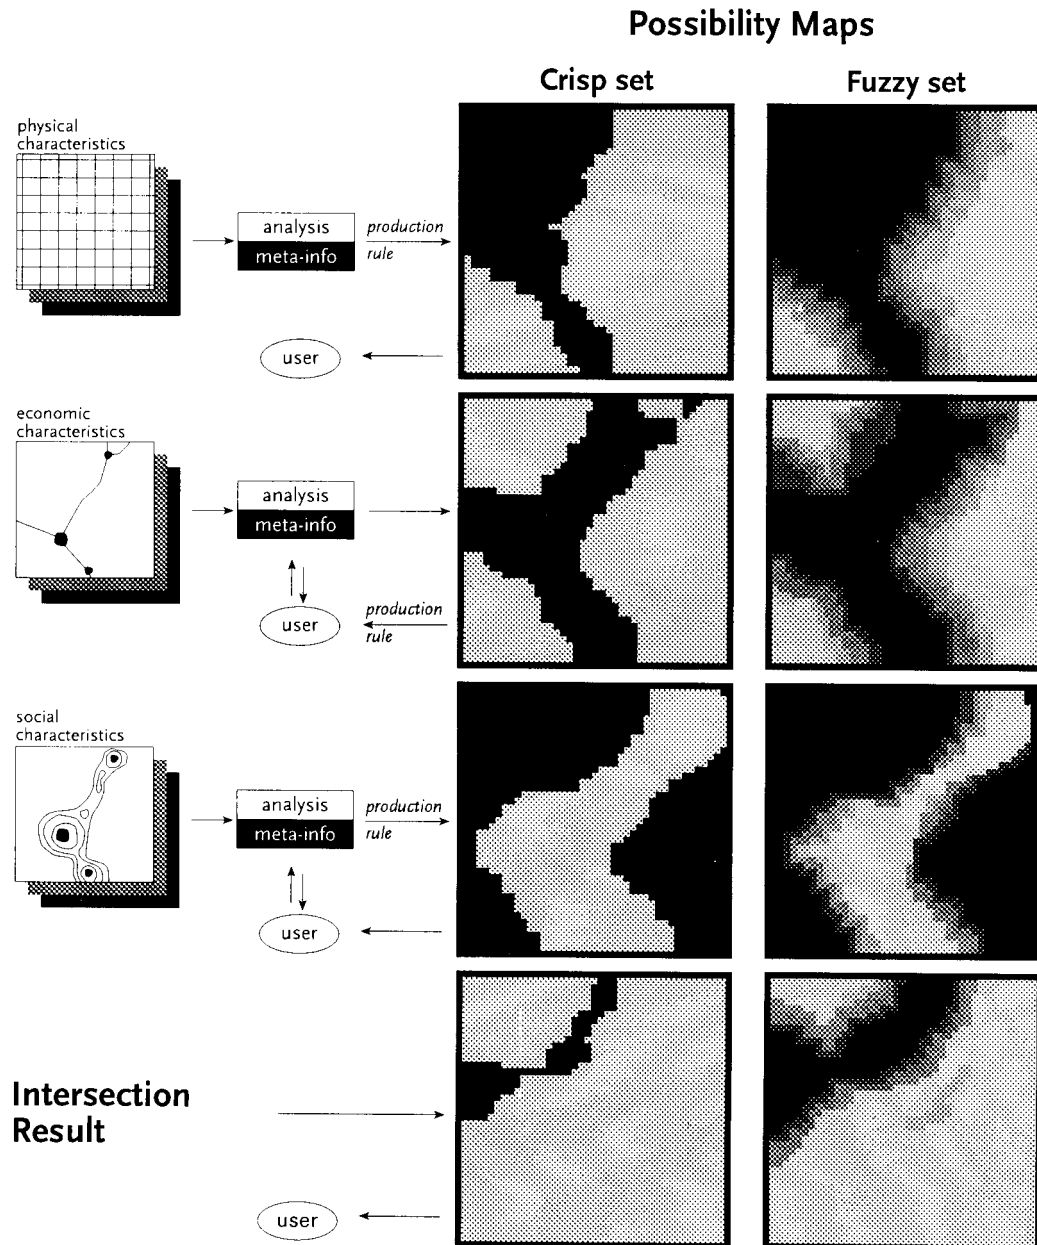 Possibility Maps
Crisp set
Fuzzy set
physical
characteristics
analysis
meta-info
production
rule
user
economic
characteristics
analysis
meta-info
user
production
rule
social
characteristics
analysis
meta-info
production
rule
user
Intersection
Result
user